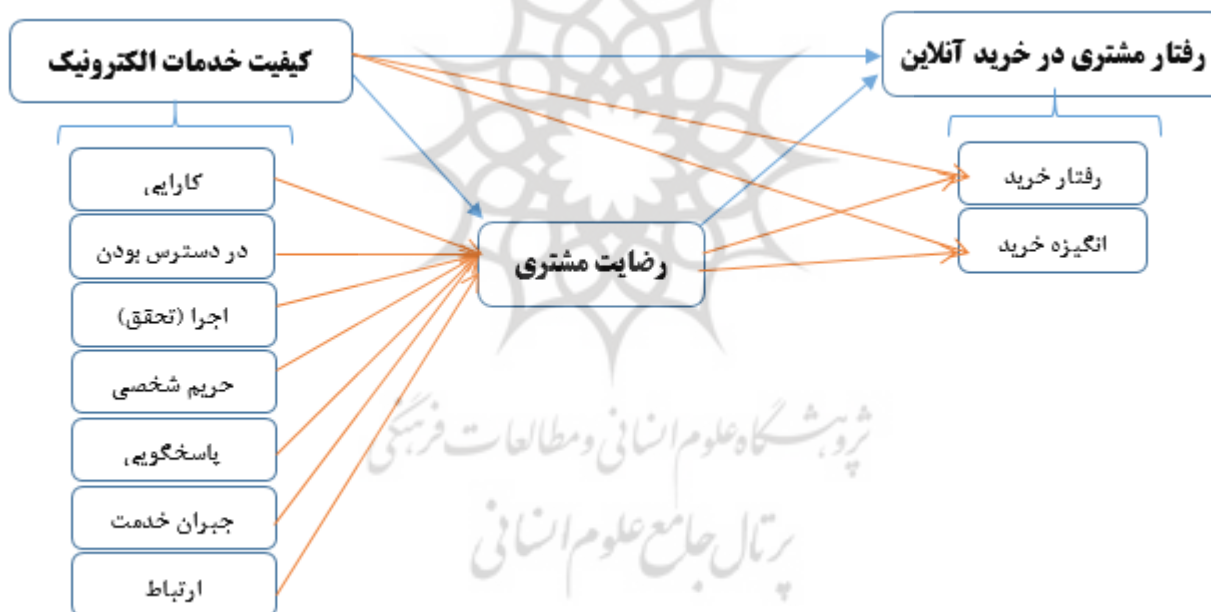 رفتار مشتری در خرید آنلاین
کیفیت خدمات الکترونیک
رفتار خرید
انگیزه خرید
رضایت مشتری
کارایی
در دسترس بودن
اجرا (تحقق)
حریم شخصی
پاسخگویی
جبران خدمت
ارتباط
پژوهشگاه علوم انسانی و مطالعات فرهنگی
پرتال جامع علوم انسانی